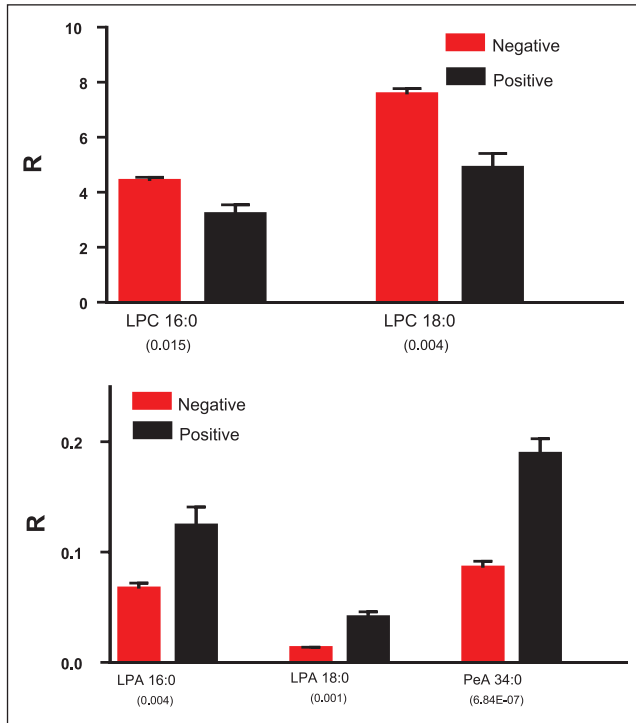 10
8
6
4
2
0
R
Negative
Positive
LPC 16:0
LPC 18:0
(0.015)
(0.004)
Negative
Positive
0.2
0.1
0.0
R
LPA 16:0
LPA 18:0
PeA 34:0
(0.004)
(0.001)
(6.84E-07)